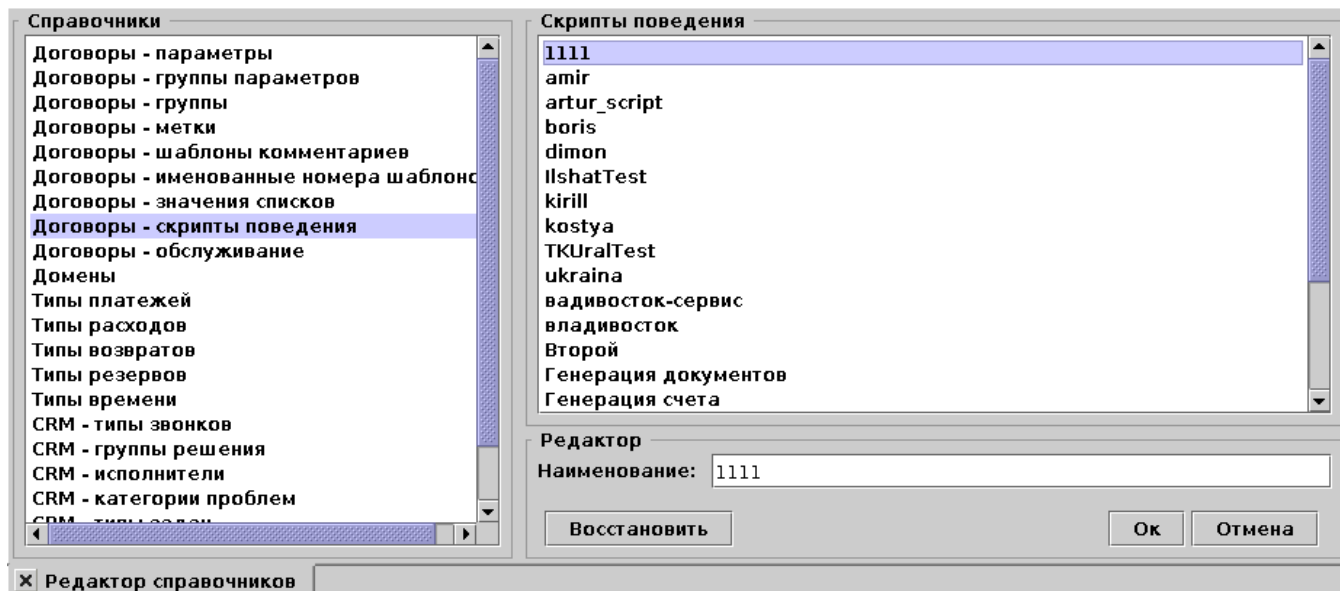 Справочники
Договоры - параметры
Договоры - группы параметров
Договоры - группы
Договоры - метки
Договоры - шаблоны комментариев
Договоры - именованные номера шаблоно
Договоры - значения списков
Договоры - скрипты поведения
Договоры - обслуживание
Домены
Типы платежей
Типы расходов
Типы возвратов
Типы резервов
Типы времени
CRM - типы звонков
CRM - группы решения
CRM - исполнители
CRM - категории проблем
CRM - типы задач
Скрипты поведения
1111
amir
artur_script
boris
dimon
IlshatTest
kirill
kostya
TKUralTest
ukraina
вадивосток-сервис
владивосток
Второй
Генерация документов
Генерация счета
Редактор
Наименование: 1111
Восстановить Ок Отмена
Редактор справочников